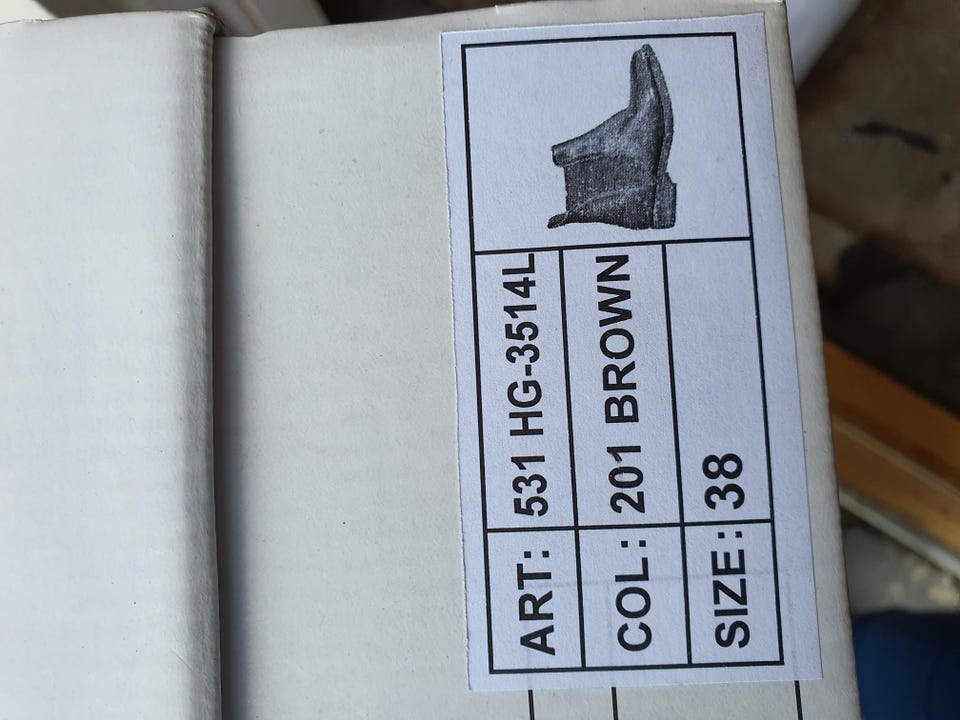 ART: 531 HG-3514L
COL: 201 BROWN
SIZE: 38